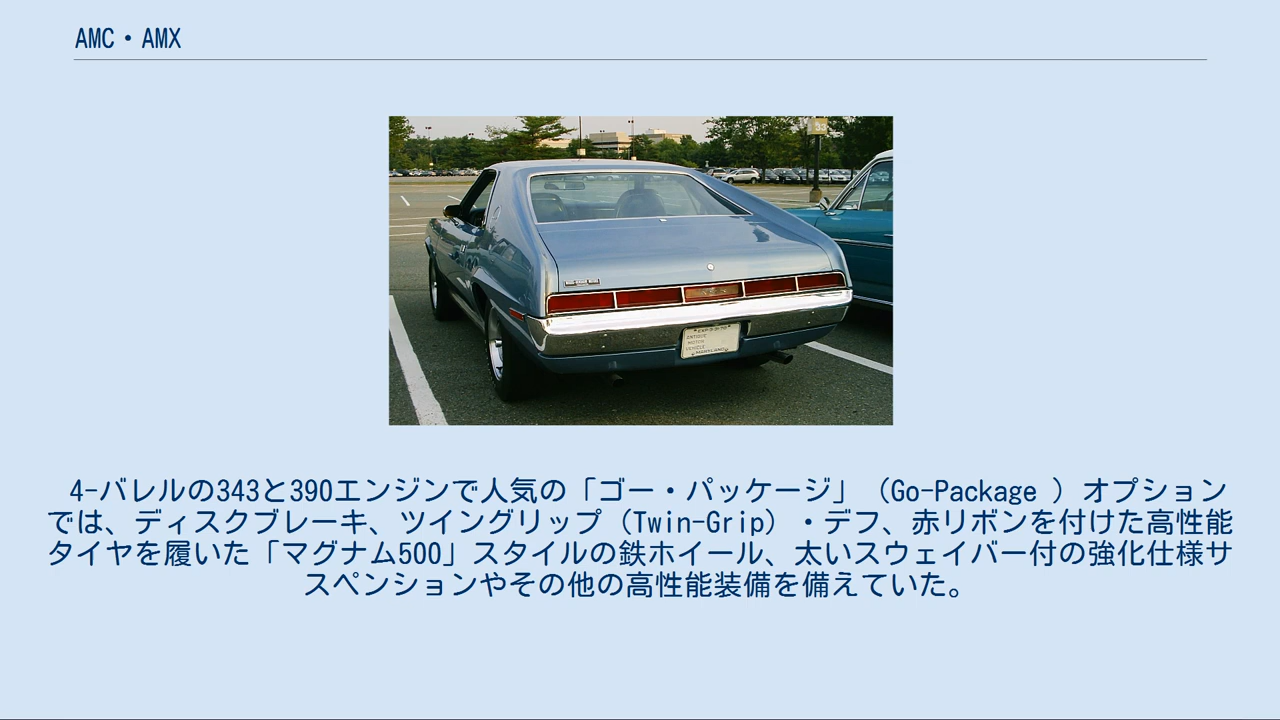 AMC・AMX
33
ANTIQUE
MOTOR
VEHICLE
MARYLAND
4-バレルの343と390エンジンで人気の「ゴー・パッケージ」（Go-Package ）オプション
では、ディスクブレーキ、ツイングリップ（Twin-Grip）・デフ、赤リボンを付けた高性能
タイヤを履いた「マグナム500」スタイルの鉄ホイール、太いスウェイバー付の強化仕様サ
スペンションやその他の高性能装備を備えていた。